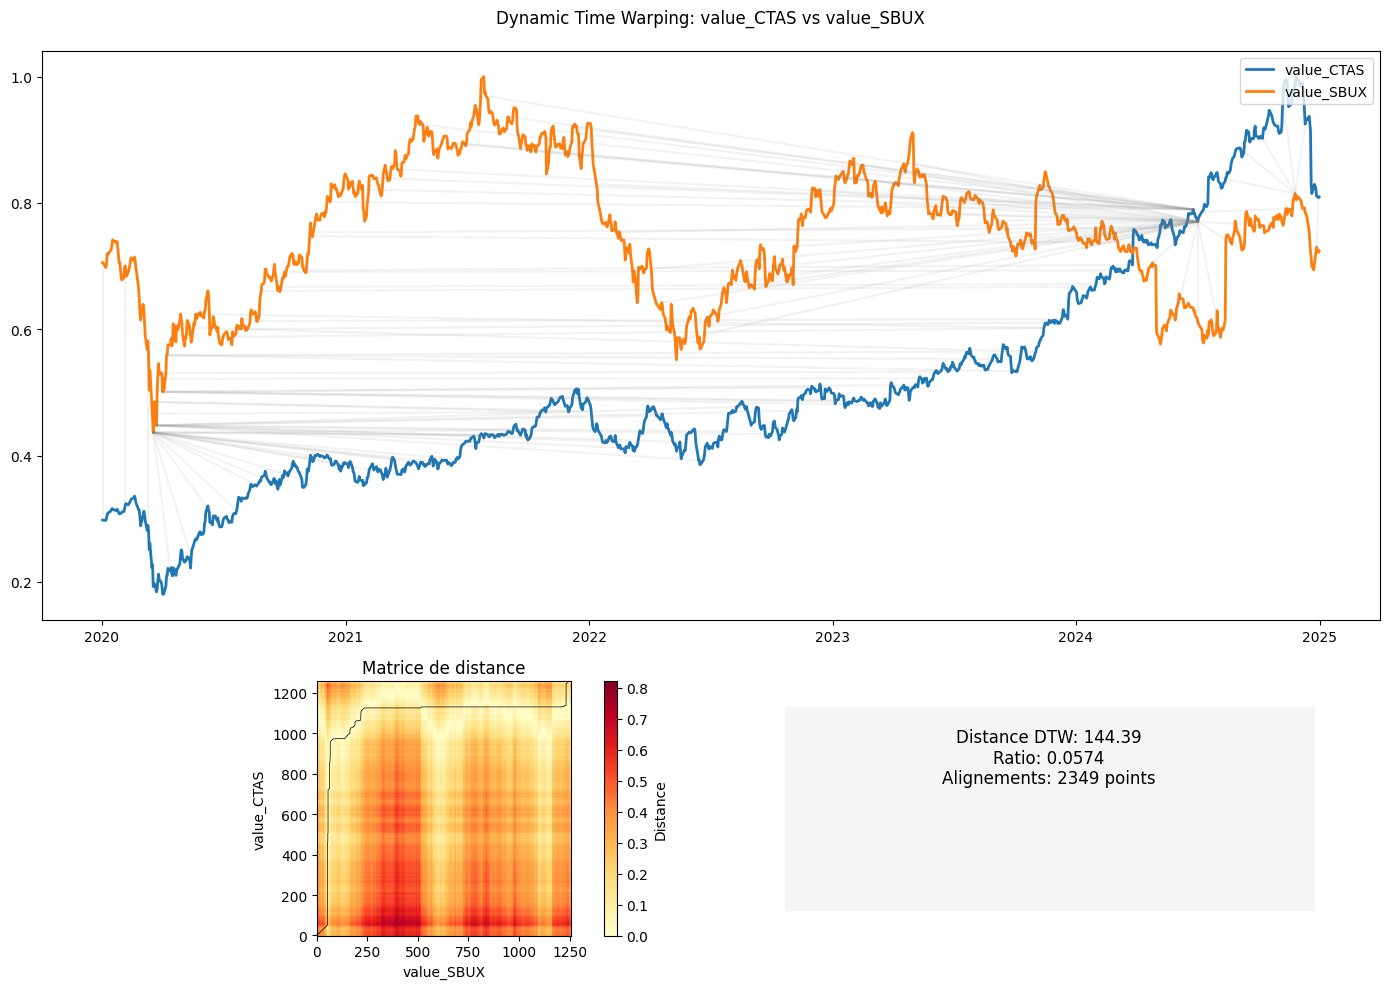 Dynamic Time Warping: value_CTAS vs value_SBUX
value_CTAS
value_SBUX
1.0
0.8
0.6
0.4
0.2
2020 2021 2022 2023 2024 2025
Matrice de distance
value_CTAS
1200
1000
800
600
400
200
0
0 250 500 750 1000 1250
value_SBUX
0.8
0.7
0.6
0.5
0.4
0.3
0.2
0.1
0.0
Distance
Distance DTW: 144.39
Ratio: 0.0574
Alignements: 2349 points